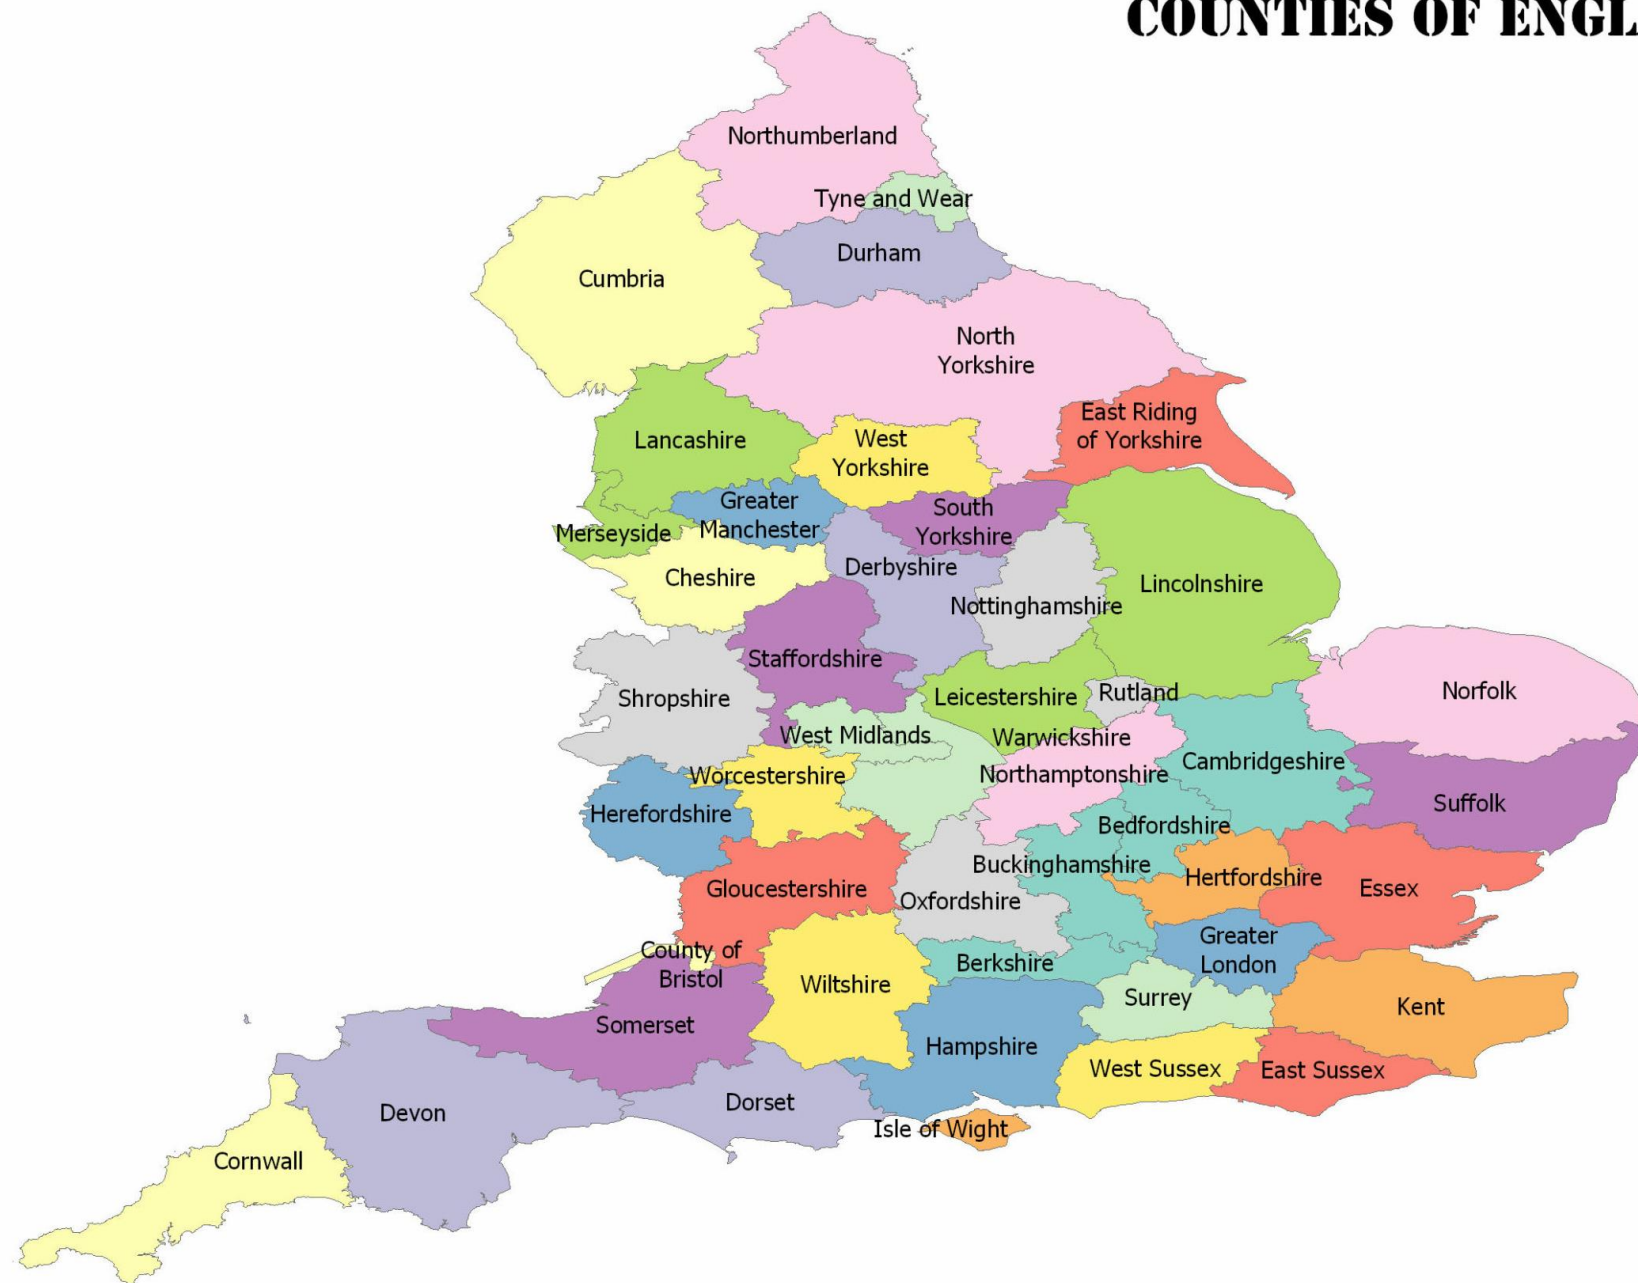 COUNTIES OF ENGL
Northumberland
Tyne and Wear
Durham
Cumbria
North
Yorkshire
East Riding
of Yorkshire
Lancashire
West
Yorkshire
Greater
Manchester
South
Yorkshire
Merseyside
Cheshire
Derbyshire
Nottinghamshire
Lincolnshire
Staffordshire
Shropshire
Leicestershire
Rutland
Norfolk
West Midlands
Warwickshire
Cambridgeshire
Worcestershire
Northamptonshire
Suffolk
Herefordshire
Bedfordshire
Buckinghamshire
Hertfordshire
Essex
Gloucestershire
Oxfordshire
Greater
London
County of
Bristol
Berkshire
Wiltshire
Surrey
Kent
Somerset
Hampshire
West Sussex
East Sussex
Dorset
Devon
Isle of Wight
Cornwall